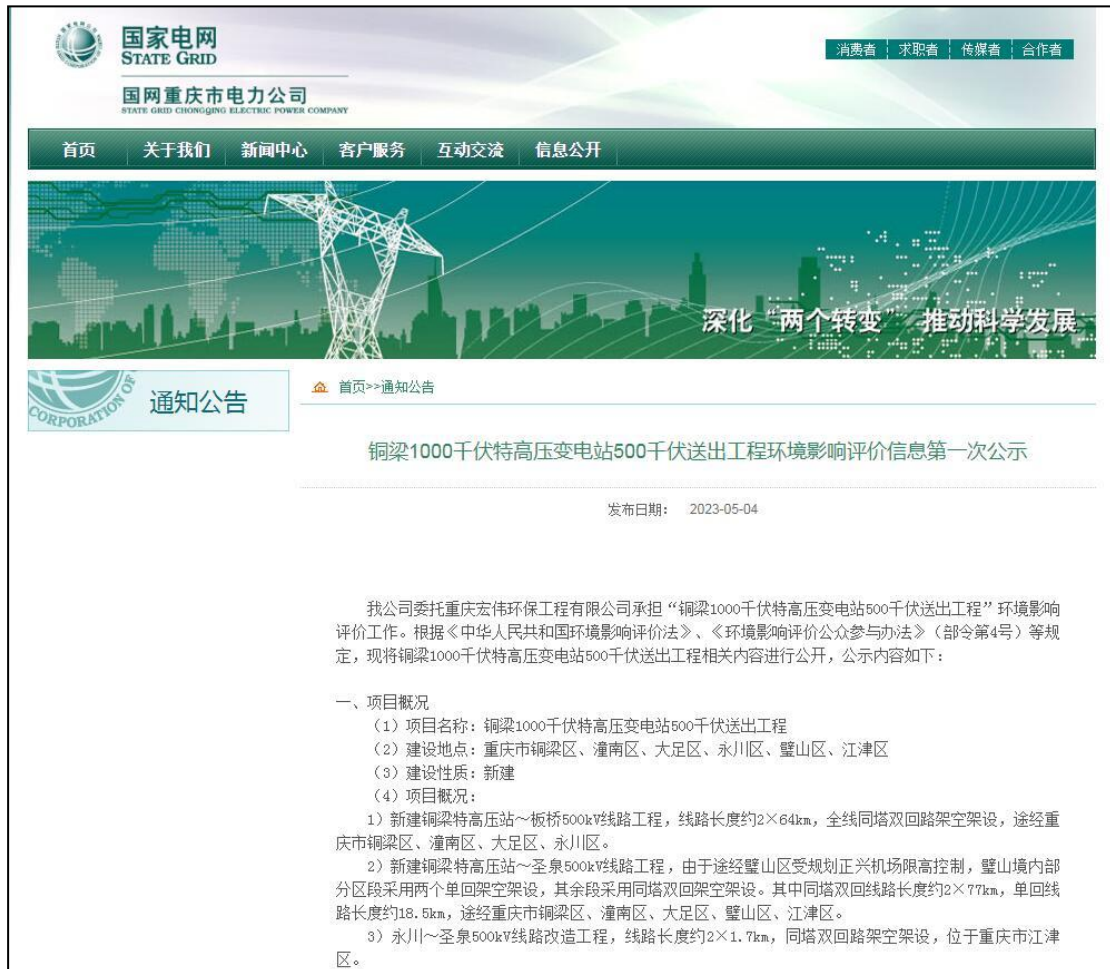 国家电网
STATE GRID
国网重庆市电力公司
STATE GRID CHONGQING ELECTRIC POWER COMPANY
消费者 求职者 传媒者 合作者
首页 关于我们 新闻中心 客户服务 互动交流 信息公开
深化“两个转变” 推动科学发展
CORPORATION OF
通知公告
首页>>通知公告
铜梁1000千伏特高压变电站500千伏送出工程环境影响评价信息第一次公示
发布日期： 2023-05-04
我公司委托重庆宏伟环保工程有限公司承担“铜梁1000千伏特高压变电站500千伏送出工程”环境影响
评价工作。根据《中华人民共和国环境影响评价法》、《环境影响评价公众参与办法》（部令第4号）等规
定，现将铜梁1000千伏特高压变电站500千伏送出工程相关内容进行公开，公示内容如下：
一、项目概况
（1）项目名称：铜梁1000千伏特高压变电站500千伏送出工程
（2）建设地点：重庆市铜梁区、潼南区、大足区、永川区、璧山区、江津区
（3）建设性质：新建
（4）项目概况：
1）新建铜梁特高压站～板桥500kV线路工程，线路长度约2×64km，全线同塔双回路架空架设，途经重
庆市铜梁区、潼南区、大足区、永川区。
2）新建铜梁特高压站～圣泉500kV线路工程，由于途经璧山区受规划正兴机场限高控制，璧山境内部
分区段采用两个单回架空架设，其余段采用同塔双回架空架设。其中同塔双回线路长度约2×77km，单回线
路长度约18.5km，途经重庆市铜梁区、潼南区、大足区、璧山区、江津区。
3）永川～圣泉500kV线路改造工程，线路长度约2×1.7km，同塔双回路架空架设，位于重庆市江津
区。